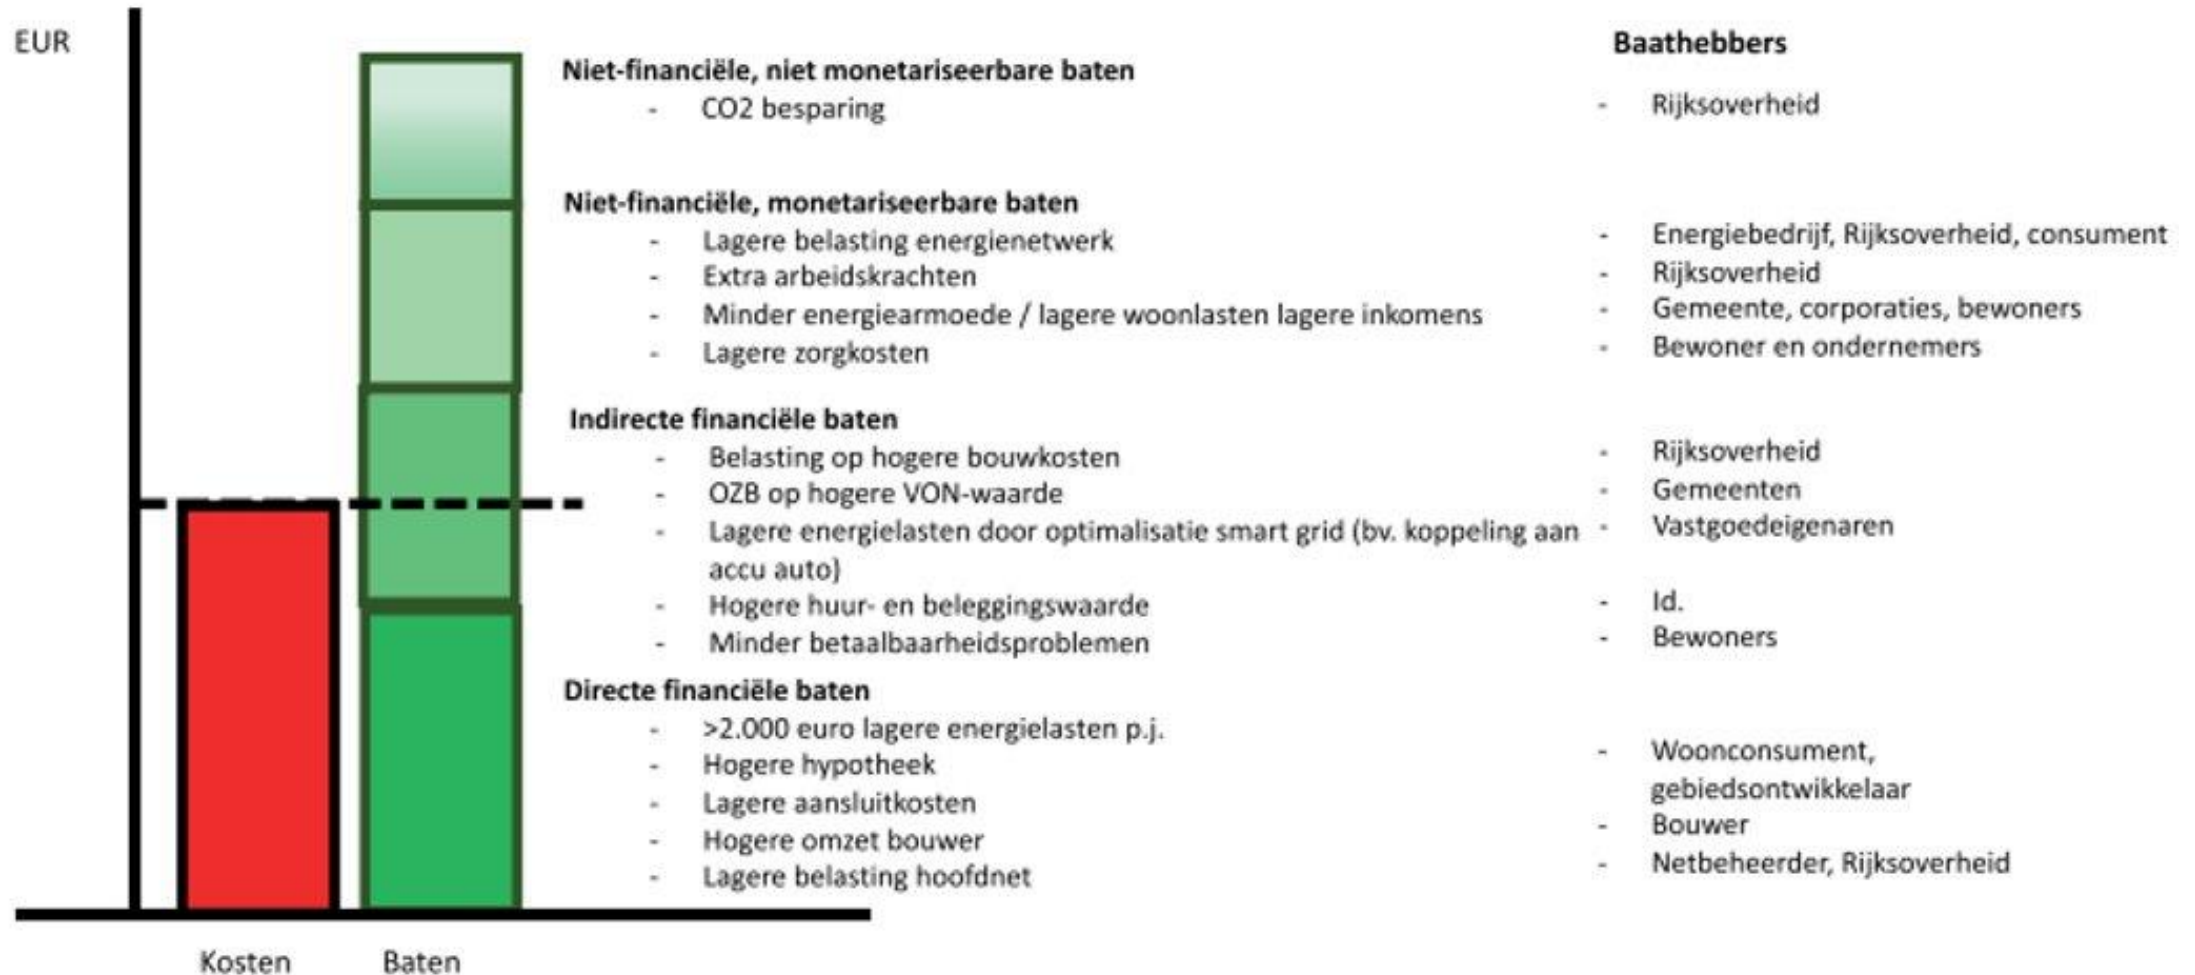 EUR
Niet-financiële, niet monetariseerbare baten
- CO2 besparing
Niet-financiële, monetariseerbare baten
- Lagere belasting energienetwerk
- Extra arbeidskrachten
- Minder energiearmoede / lagere woonlasten lagere inkomens
- Lagere zorgkosten
Indirecte financiële baten
- Belasting op hogere bouwkosten
- OZB op hogere VON-waarde
- Lagere energielasten door optimalisatie smart grid (bv. koppeling aan
accu auto)
- Hogere huur- en beleggingswaarde
- Minder betaalbaarheidsproblemen
Directe financiële baten
- >2.000 euro lagere energielasten p.j.
- Hogere hypotheek
- Lagere aansluitkosten
- Hogere omzet bouwer
- Lagere belasting hoofdnet
Baathebbers
- Rijksoverheid
- Energiebedrijf, Rijksoverheid, consument
- Rijksoverheid
- Gemeente, corporaties, bewoners
- Bewoner en ondernemers
- Rijksoverheid
- Gemeenten
- Vastgoedeigenaren
- Id.
- Bewoners
- Woonconsument,
gebiedsontwikkelaar
- Bouwer
- Netbeheerder, Rijksoverheid
Kosten
Baten